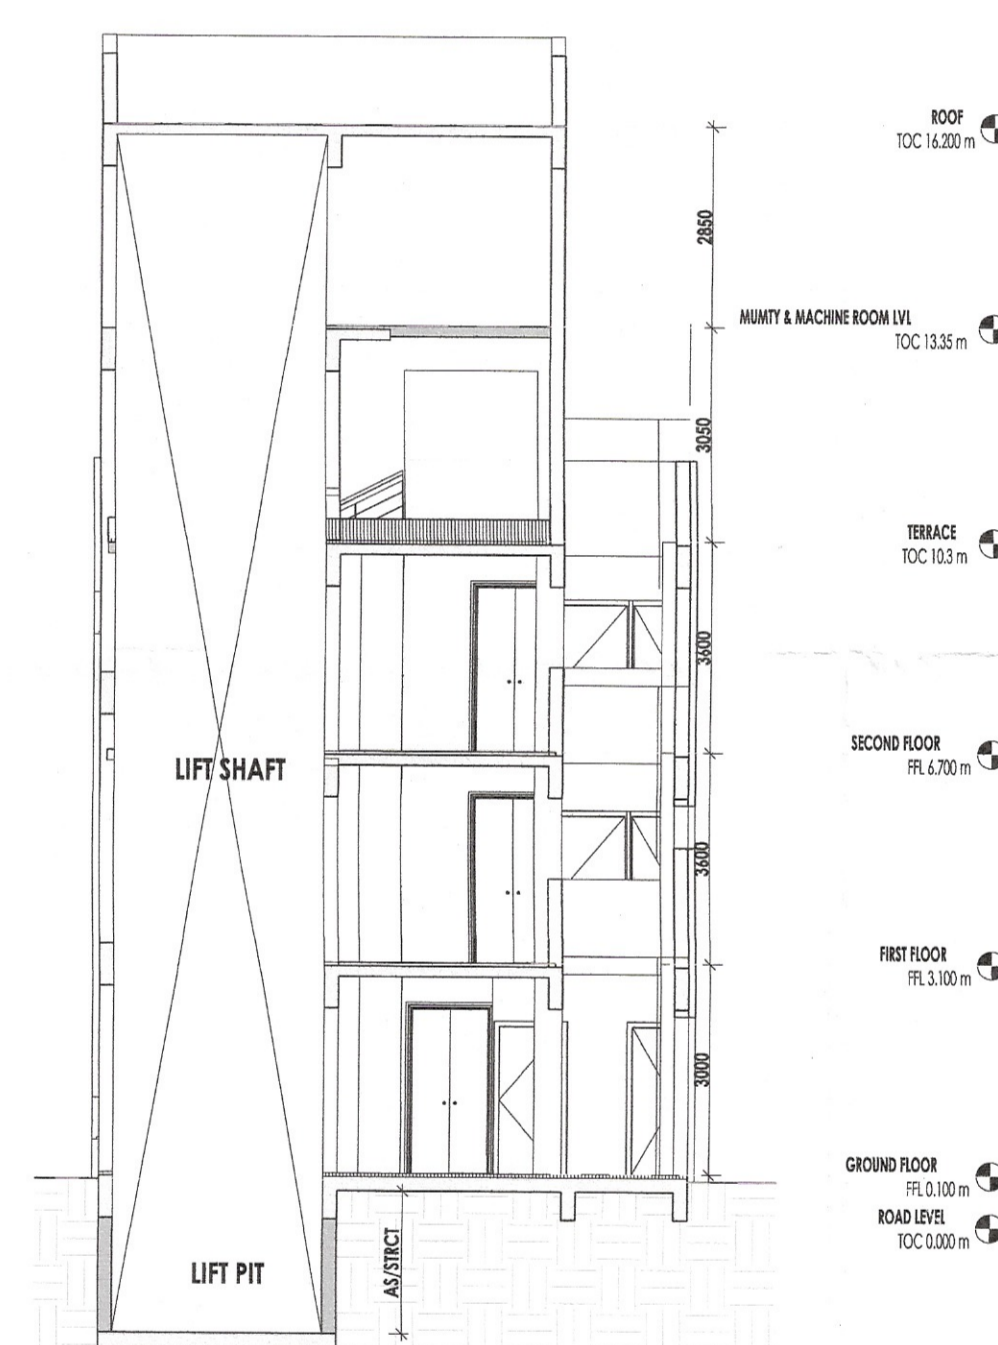 ROOF
TOC 16.200 m
2850
MUMTY & MACHINE ROOM LVL
TOC 13.35 m
3050
TERRACE
TOC 10.3 m
3600
SECOND FLOOR
FFL 6.700 m
LIFT SHAFT
3600
FIRST FLOOR
FFL 3.100 m
3000
GROUND FLOOR
FFL 0.100 m
ROAD LEVEL
TOC 0.000 m
AS/STRCT
LIFT PIT